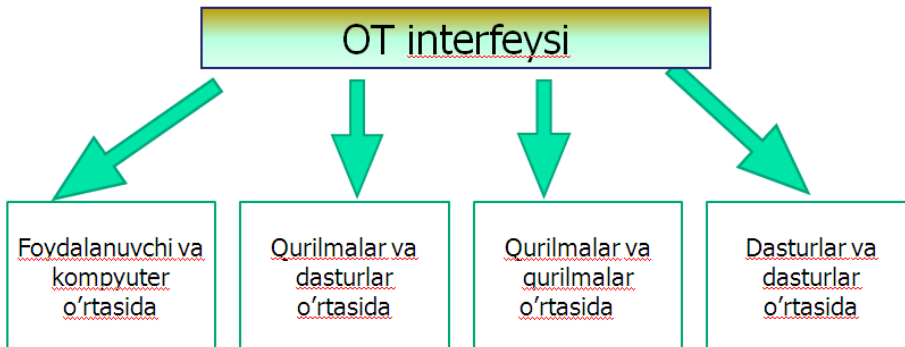 OT interfeysi
Foydalanuvchi va
kompyuter
o’rtasida
Qurilmalar va
dasturlar
o’rtasida
Qurilmalar va
qurilmalar
o’rtasida
Dasturlar va
dasturlar
o’rtasida